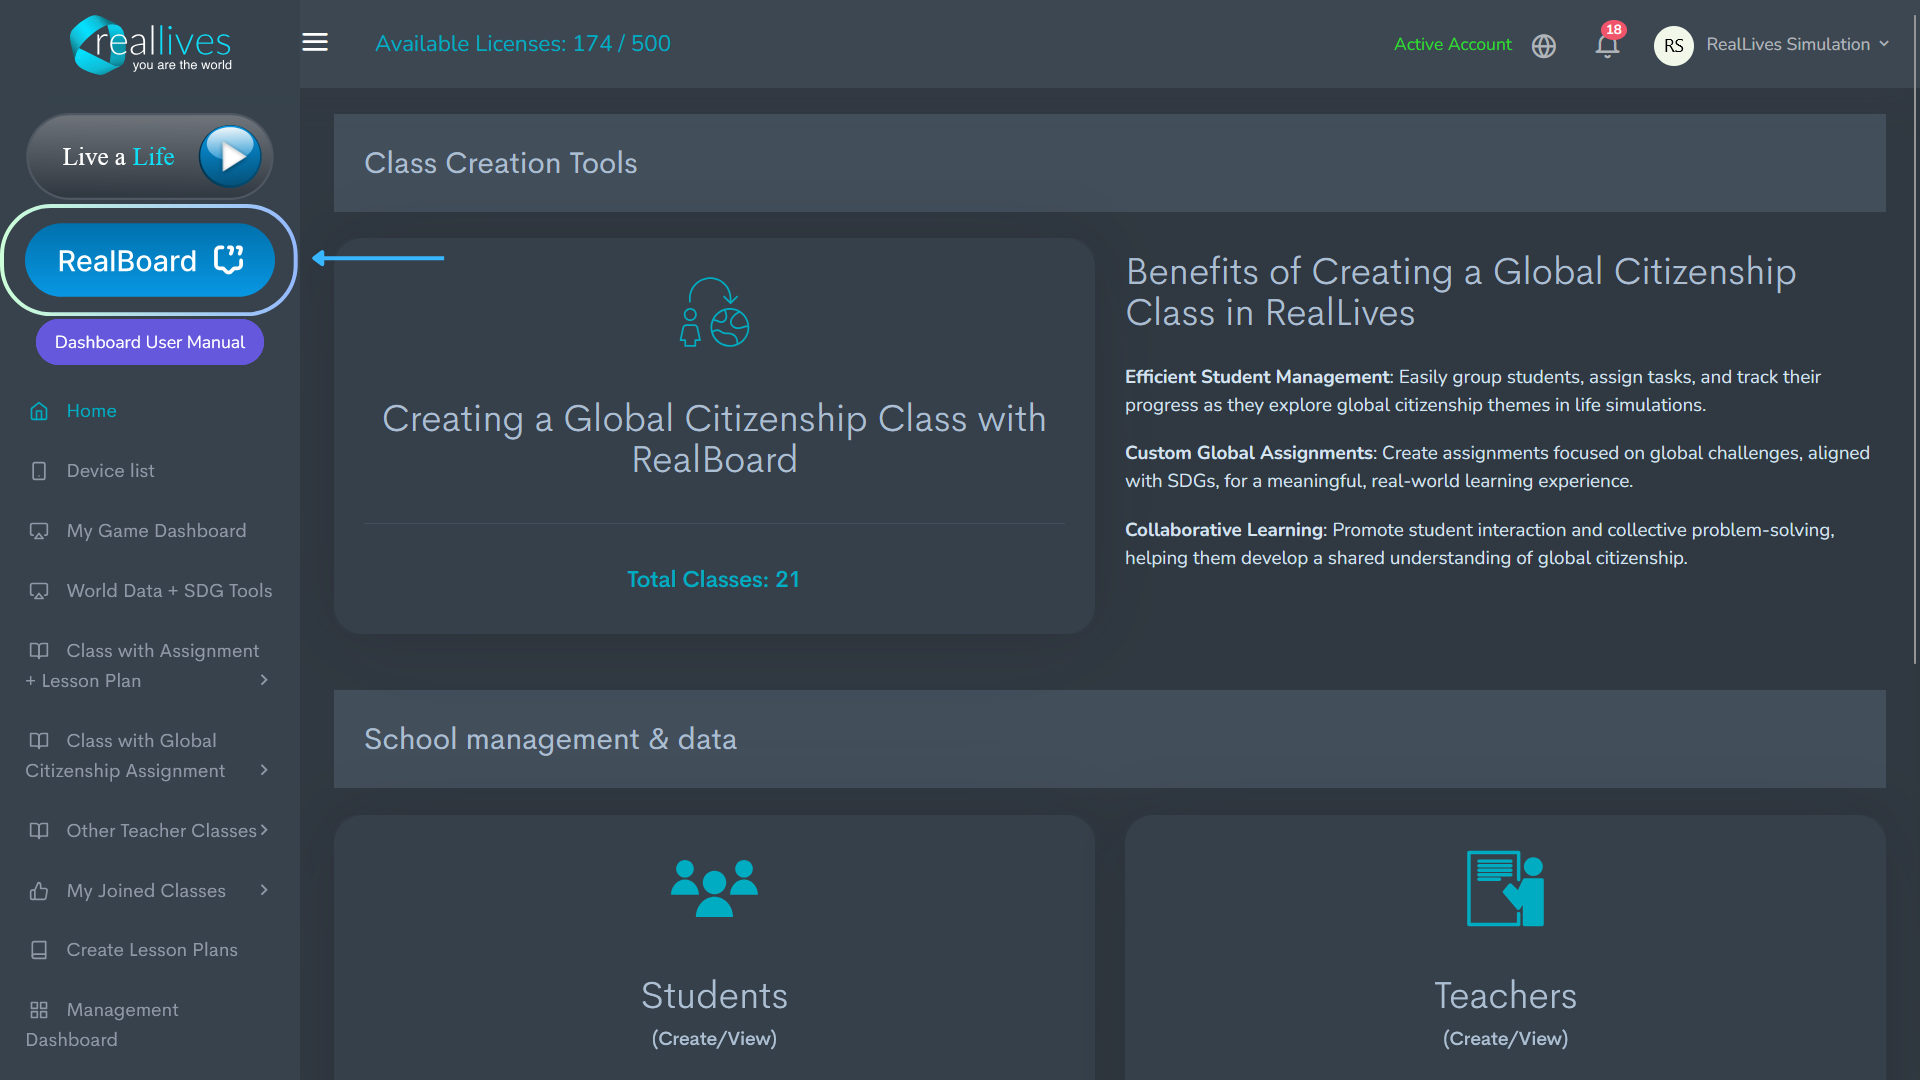 reallives
you are the world
Available Licenses: 174 / 500
Active Account
18
RS
RealLives Simulation
Live a Life
RealBoard
Dashboard User Manual
Home
Device list
My Game Dashboard
World Data + SDG Tools
Class with Assignment
+ Lesson Plan
Class with Global
Citizenship Assignment
Other Teacher Classes
My Joined Classes
Create Lesson Plans
Management
Dashboard
Class Creation Tools
Creating a Global Citizenship Class with
RealBoard
Total Classes: 21
Benefits of Creating a Global Citizenship
Class in RealLives
Efficient Student Management: Easily group students, assign tasks, and track their
progress as they explore global citizenship themes in life simulations.
Custom Global Assignments: Create assignments focused on global challenges, aligned
with SDGs, for a meaningful, real-world learning experience.
Collaborative Learning: Promote student interaction and collective problem-solving,
helping them develop a shared understanding of global citizenship.
School management & data
Students
(Create/View)
Teachers
(Create/View)